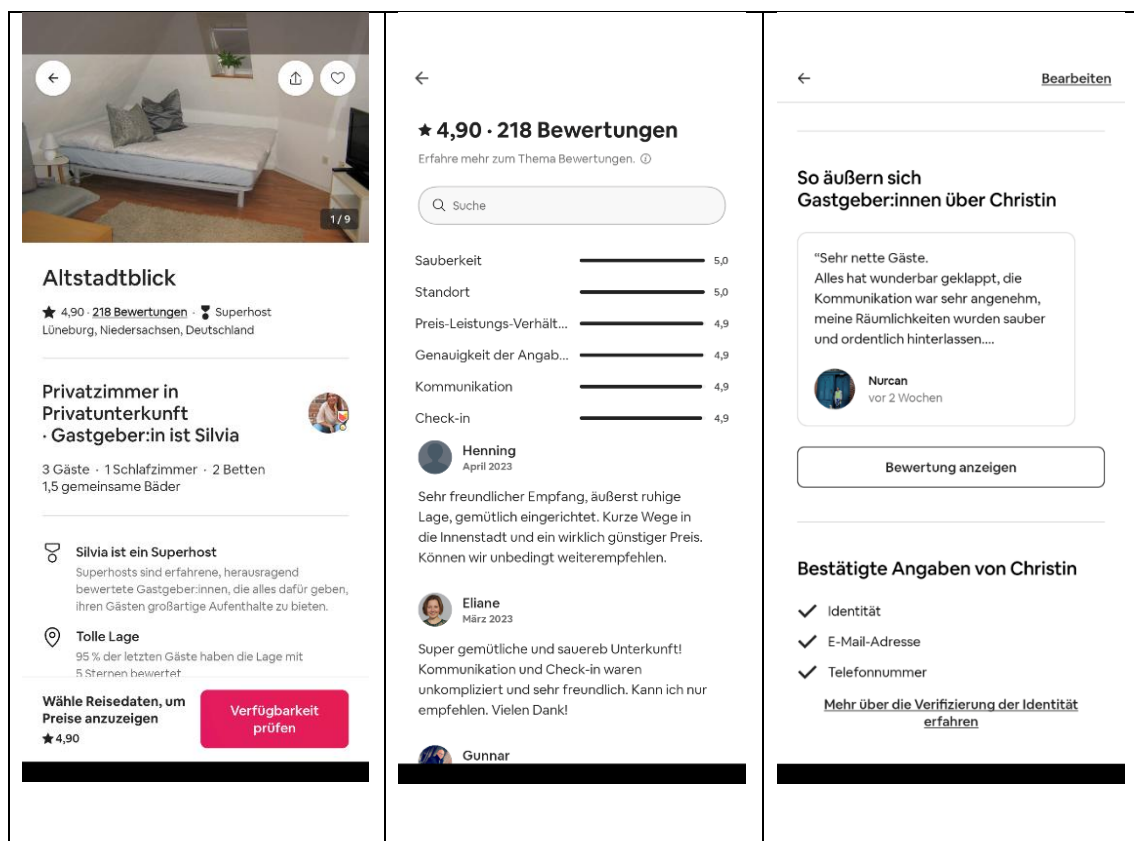 1 / 9
Altstadtblick
★ 4,90 · 218 Bewertungen · Superhost
Lüneburg, Niedersachsen, Deutschland
Privatzimmer in
Privatunterkunft
· Gastgeber:in ist Silvia
3 Gäste · 1 Schlafzimmer · 2 Betten
1,5 gemeinsame Bäder
Silvia ist ein Superhost
Superhosts sind erfahrene, herausragend
bewertete Gastgeber:innen, die alles dafür geben,
ihren Gästen großartige Aufenthalte zu bieten.
Tolle Lage
95 % der letzten Gäste haben die Lage mit
5 Sternen bewertet
Wähle Reisedaten, um
Preise anzuzeigen
★ 4,90
Verfügbarkeit
prüfen
★ 4,90 · 218 Bewertungen
Erfahre mehr zum Thema Bewertungen.
Suche
Sauberkeit 5,0
Standort 5,0
Preis-Leistungs-Verhält... 4,9
Genauigkeit der Angab... 4,9
Kommunikation 4,9
Check-in 4,9
Henning
April 2023
Sehr freundlicher Empfang, äußerst ruhige
Lage, gemütlich eingerichtet. Kurze Wege in
die Innenstadt und ein wirklich günstiger Preis.
Können wir unbedingt weiterempfehlen.
Eliane
März 2023
Super gemütliche und sauereb Unterkunft!
Kommunikation und Check-in waren
unkompliziert und sehr freundlich. Kann ich nur
empfehlen. Vielen Dank!
Gunnar
Bearbeiten
So äußern sich
Gastgeber:innen über Christin
“Sehr nette Gäste.
Alles hat wunderbar geklappt, die
Kommunikation war sehr angenehm,
meine Räumlichkeiten wurden sauber
und ordentlich hinterlassen....
Nurcan
vor 2 Wochen
Bewertung anzeigen
Bestätigte Angaben von Christin
Identität
E-Mail-Adresse
Telefonnummer
Mehr über die Verifizierung der Identität
erfahren